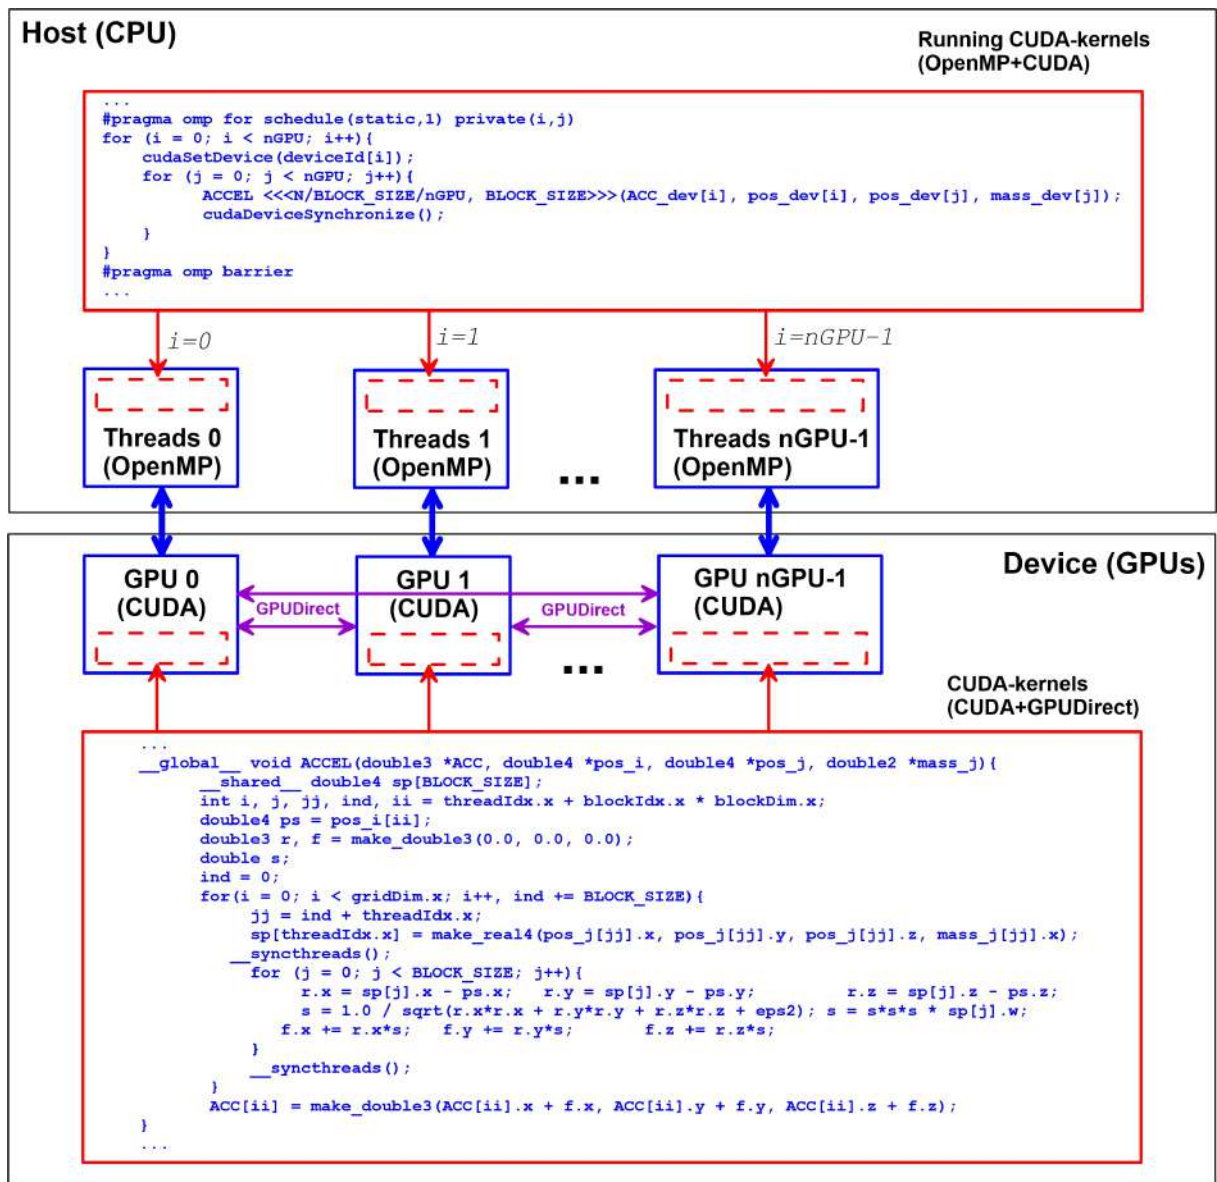 Host (CPU)
Running CUDA-kernels
(OpenMP+CUDA)
...
#pragma omp for schedule(static,1) private(i,j)
for (i = 0; i < nGPU; i++){
cudaSetDevice(deviceId[i]);
for (j = 0; j < nGPU; j++){
ACCEL <<<N/BLOCK_SIZE/nGPU, BLOCK_SIZE>>>(ACC_dev[i], pos_dev[i], pos_dev[j], mass_dev[j]);
cudaDeviceSynchronize();
}
}
#pragma omp barrier
...
i=0
i=1
i=nGPU-1
Threads 0
(OpenMP)
Threads 1
(OpenMP)
...
Threads nGPU-1
(OpenMP)
Device (GPUs)
GPU 0
(CUDA)
GPUDirect
GPU 1
(CUDA)
GPUDirect
...
GPU nGPU-1
(CUDA)
CUDA-kernels
(CUDA+GPUDirect)
...
__global__ void ACCEL(double3 *ACC, double4 *pos_i, double4 *pos_j, double2 *mass_j){
__shared__ double4 sp[BLOCK_SIZE];
int i, j, jj, ind, ii = threadIdx.x + blockIdx.x * blockDim.x;
double4 ps = pos_i[ii];
double3 r, f = make_double3(0.0, 0.0, 0.0);
double s;
ind = 0;
for(i = 0; i < gridDim.x; i++, ind += BLOCK_SIZE){
jj = ind + threadIdx.x;
sp[threadIdx.x] = make_real4(pos_j[jj].x, pos_j[jj].y, pos_j[jj].z, mass_j[jj].x);
__syncthreads();
for (j = 0; j < BLOCK_SIZE; j++){
r.x = sp[j].x - ps.x; r.y = sp[j].y - ps.y; r.z = sp[j].z - ps.z;
s = 1.0 / sqrt(r.x*r.x + r.y*r.y + r.z*r.z + eps2); s = s*s*s * sp[j].w;
f.x += r.x*s; f.y += r.y*s; f.z += r.z*s;
}
__syncthreads();
}
ACC[ii] = make_double3(ACC[ii].x + f.x, ACC[ii].y + f.y, ACC[ii].z + f.z);
}
...